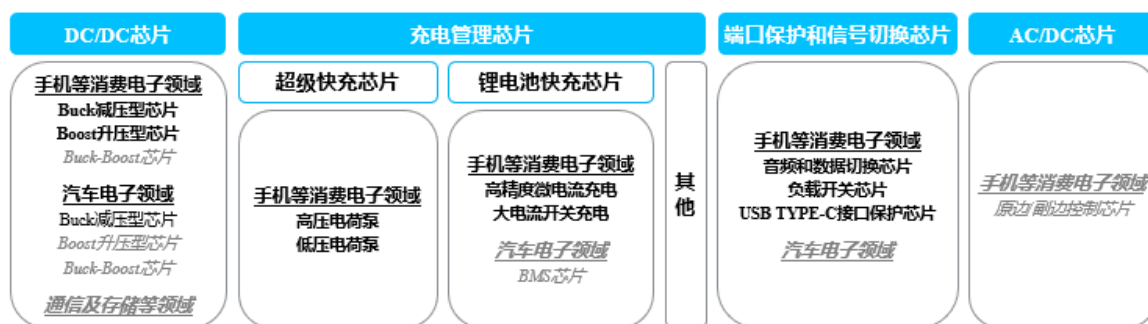 DC/DC芯片
手机等消费电子领域
Buck减压型芯片
Boost升压型芯片
Buck-Boost芯片
汽车电子领域
Buck减压型芯片
Boost升压型芯片
Buck-Boost芯片
通信及存储等领域
充电管理芯片
超级快充芯片
手机等消费电子领域
高压电荷泵
低压电荷泵
锂电池快充芯片
手机等消费电子领域
高精度微电流充电
大电流开关充电
汽车电子领域
BMS芯片
其
他
端口保护和信号切换芯片
手机等消费电子领域
音频和数据切换芯片
负载开关芯片
USB TYPE-C接口保护芯片
汽车电子领域
AC/DC芯片
手机等消费电子领域
原边/副边控制芯片